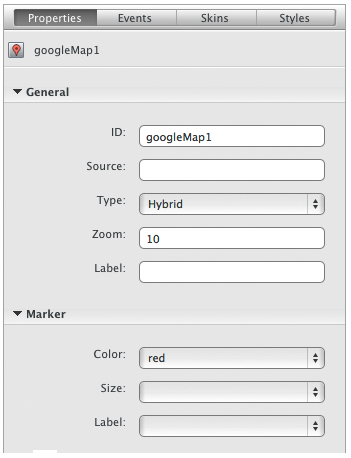 Properties Events Skins Styles
googleMap1
General
ID: googleMap1
Source:
Type: Hybrid
Zoom: 10
Label:
Marker
Color: red
Size:
Label: